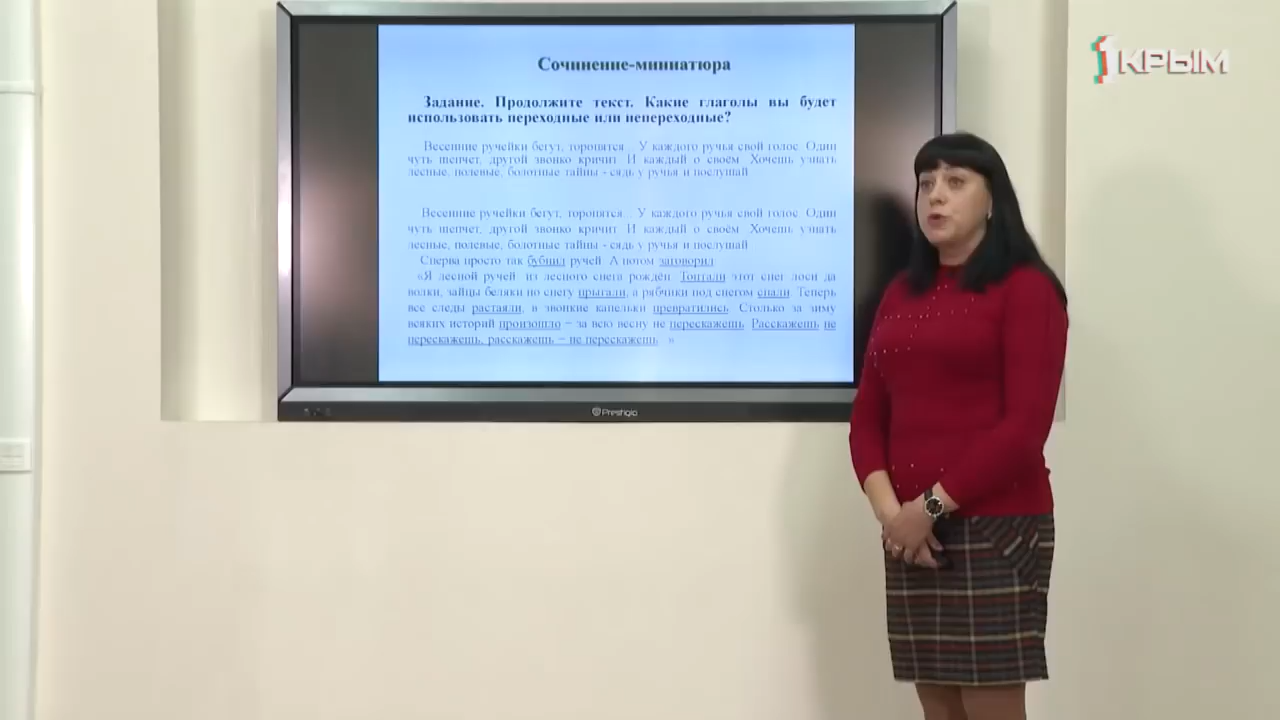 1 КРЫМ
Сочинение-миниатюра
Задание. Продолжите текст. Какие глаголы вы будет
использовать переходные или непереходные?
Весенние ручейки бегут, торопятся... У каждого ручья свой голос. Один
чуть шепчет, другой звонко кричит. И каждый о своём. Хочешь узнать
лесные, полевые, болотные тайны - сядь у ручья и послушай.
Весенние ручейки бегут, торопятся... У каждого ручья свой голос. Один
чуть шепчет, другой звонко кричит. И каждый о своём. Хочешь узнать
лесные, полевые, болотные тайны - сядь у ручья и послушай.
Сперва просто так бубнил ручей. А потом заговорил:
«Я лесной ручей, из лесного снега рождён. Топтали этот снег лоси да
волки, зайцы беляки по снегу прыгали, а рябчики под снегом спали. Теперь
все следы растаяли, в звонкие капельки превратились. Столько за зиму
всяких историй произошло − за всю весну не перескажешь. Расскажешь не
перескажешь, расскажешь − не перескажешь...»
Prestigio